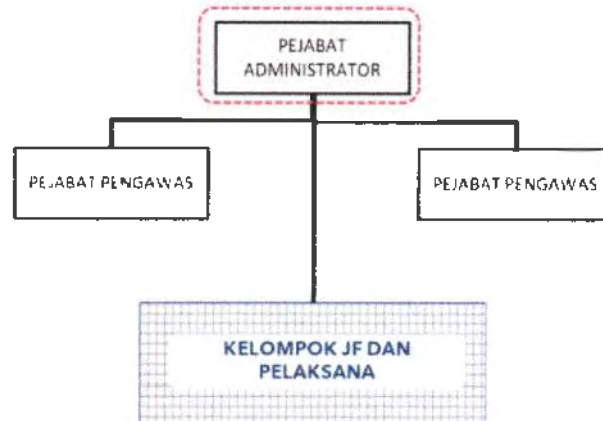 PEJABAT
ADMINISTRATOR
PEJABAT PENGAWAS
PEJABAT PENGAWAS
KELOMPOK JF DAN
PELAKSANA